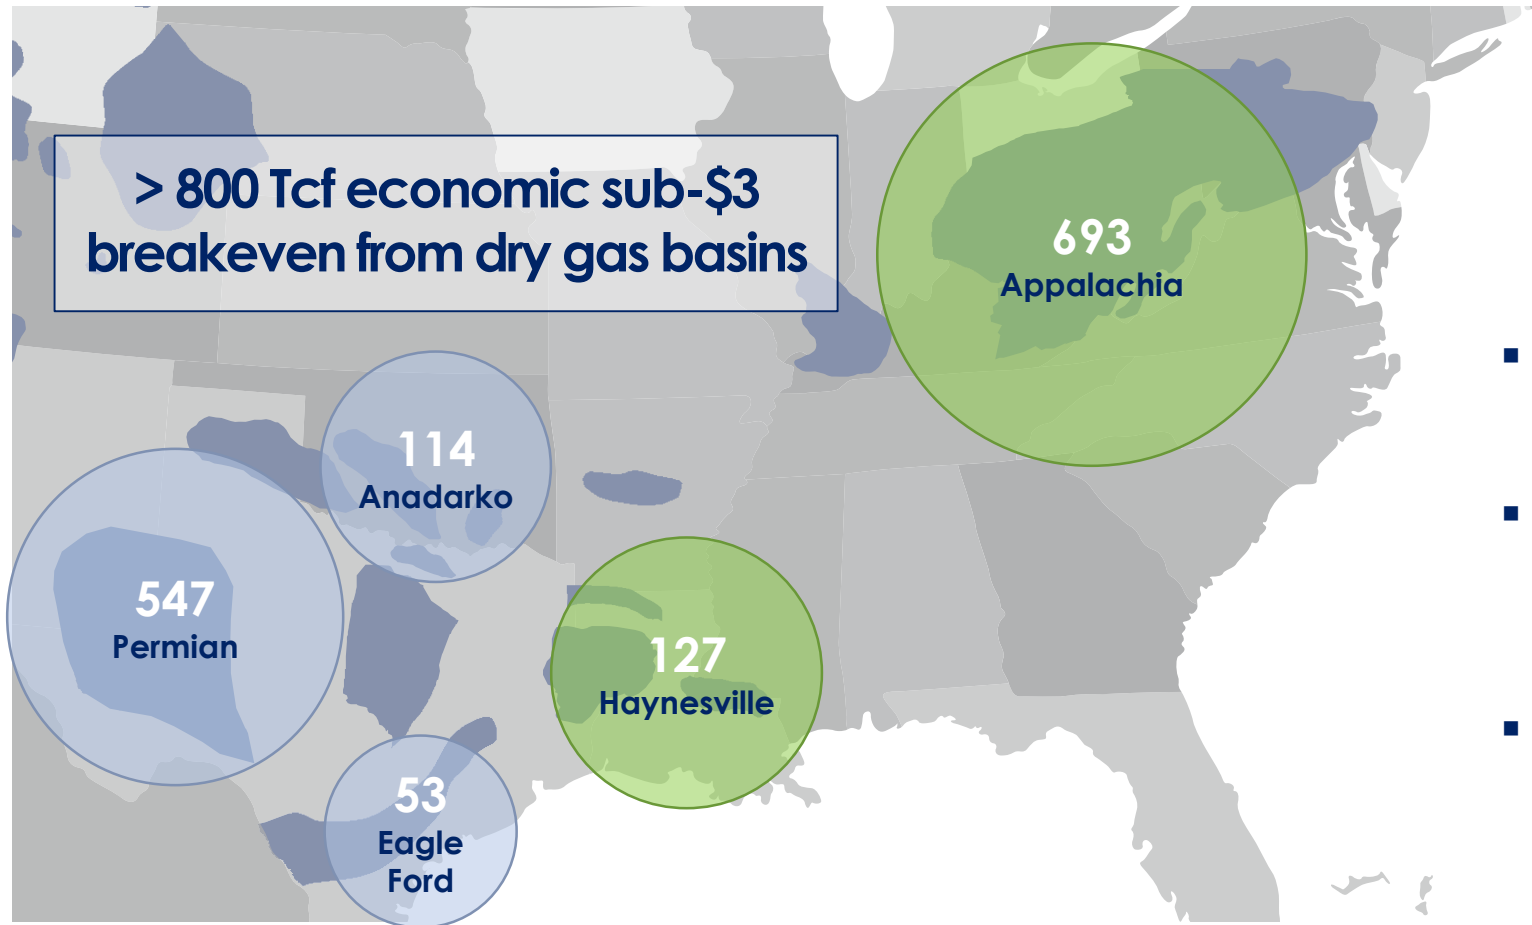 > 800 Tcf economic sub-$3
breakeven from dry gas basins
693
Appalachia
114
Anadarko
547
Permian
127
Haynesville
53
Eagle
Ford